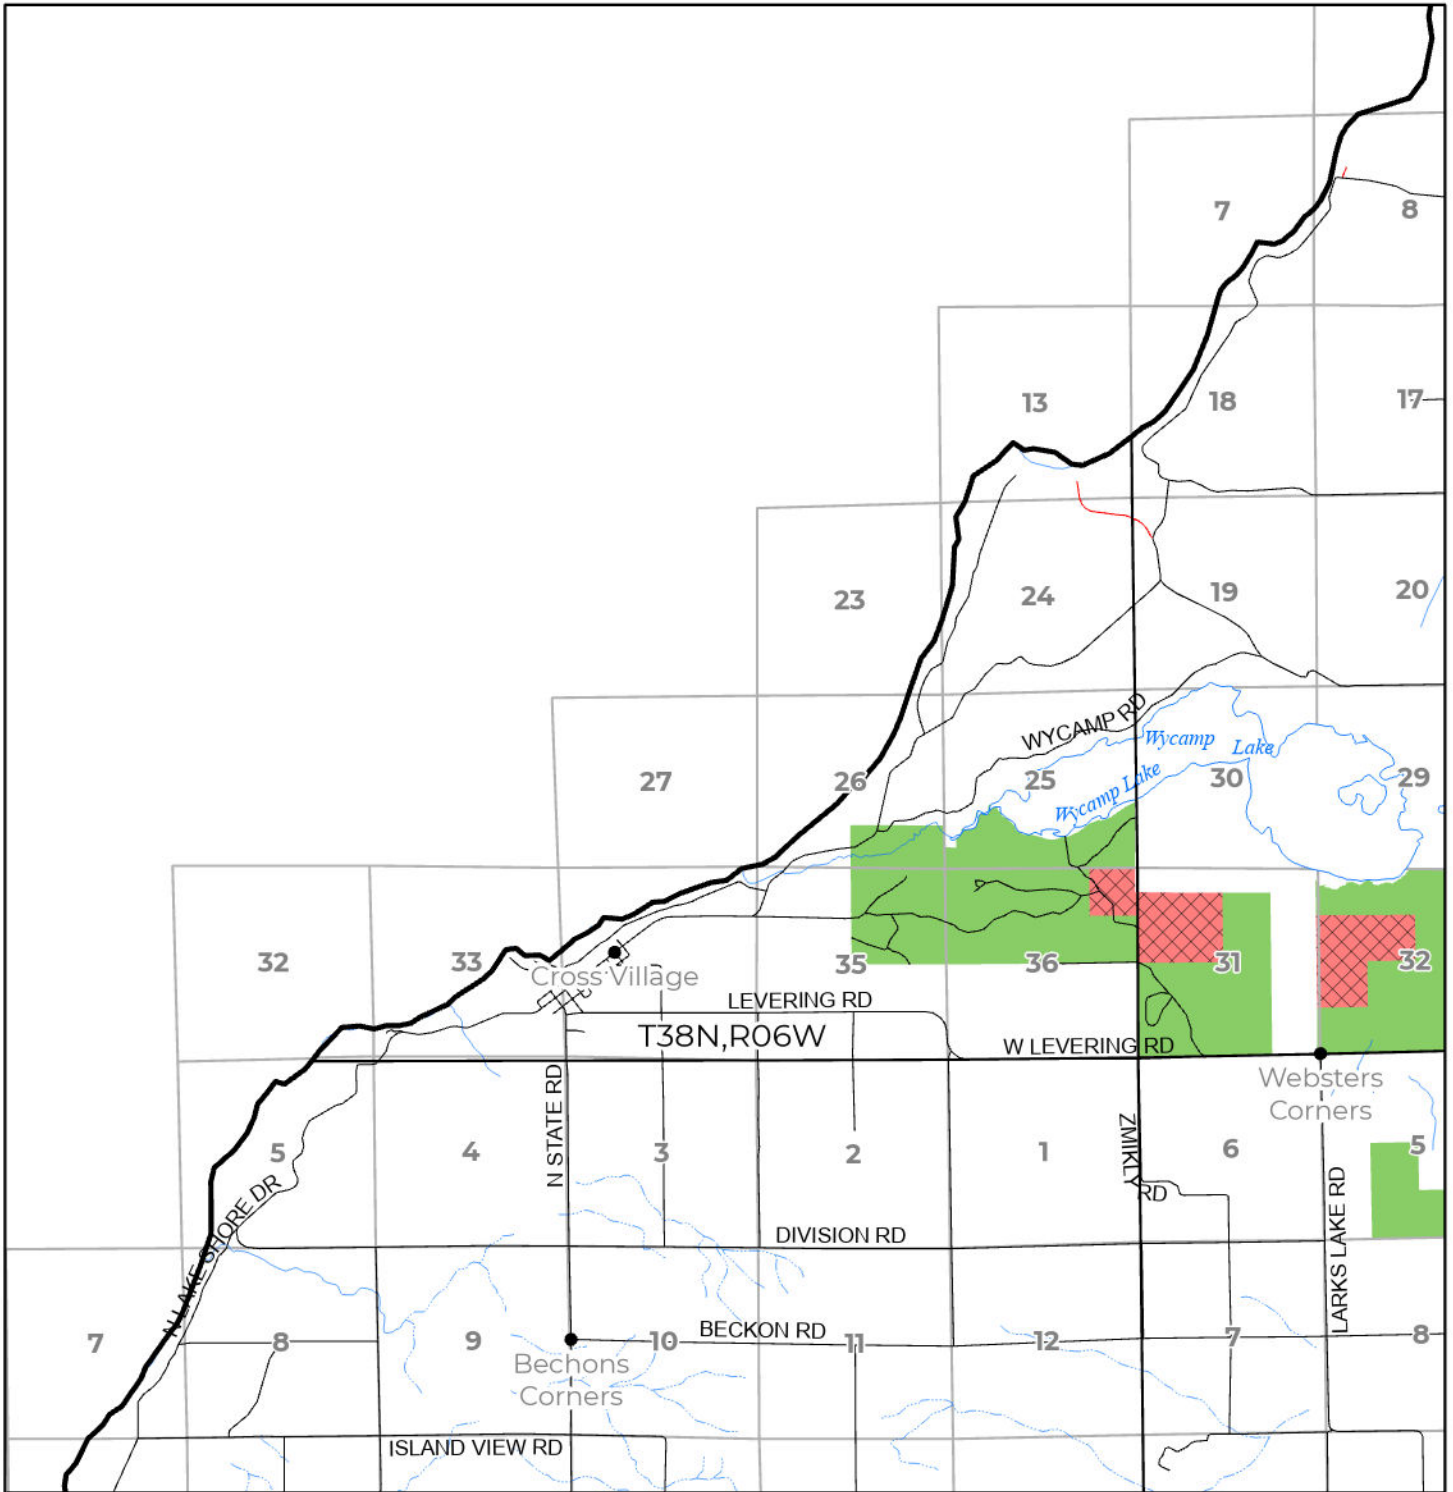 7
8
13
18
17
23
24
19
20
WYCAMP RD
Wycamp Lake
27
26
25
Wycamp Lake
30
29
32
33
Cross Village
35
36
31
32
LEVERING RD
T38N,R06W
W LEVERING RD
Websters
Corners
N STATE RD
5
4
3
2
1
ZMIKLY
RD
6
5
N LAKE SHORE DR
DIVISION RD
LARKS LAKE RD
7
8
9
10
BECKON RD
11
12
7
8
Bechons
Corners
ISLAND VIEW RD